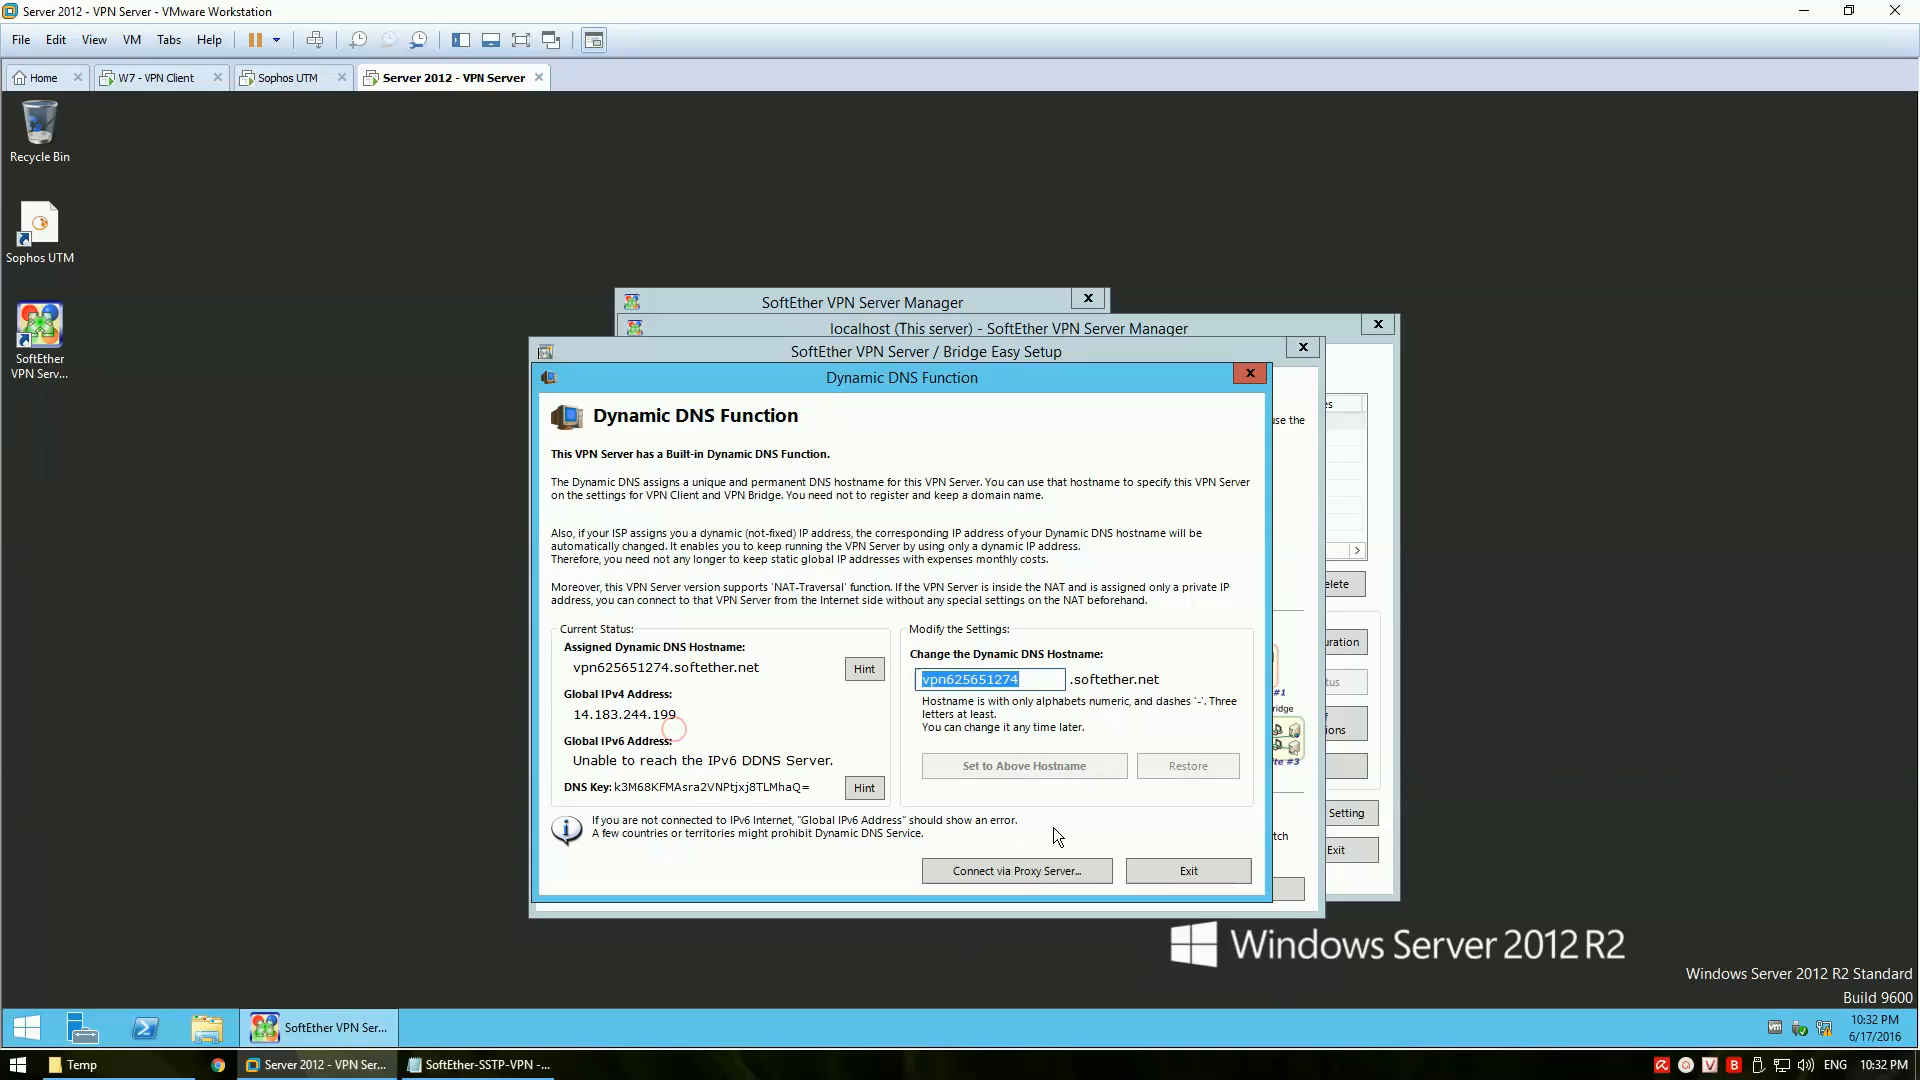 Server 2012 - VPN Server - VMware Workstation
File Edit View VM Tabs Help
Home W7 - VPN Client Sophos UTM Server 2012 - VPN Server
Recycle Bin
Sophos UTM
SoftEther
VPN Serv...
SoftEther VPN Server Manager
localhost (This server) - SoftEther VPN Server Manager
SoftEther VPN Server / Bridge Easy Setup
Dynamic DNS Function
Dynamic DNS Function
This VPN Server has a Built-in Dynamic DNS Function.
The Dynamic DNS assigns a unique and permanent DNS hostname for this VPN Server. You can use that hostname to specify this VPN Server
on the settings for VPN Client and VPN Bridge. You need not to register and keep a domain name.
Also, if your ISP assigns you a dynamic (not-fixed) IP address, the corresponding IP address of your Dynamic DNS hostname will be
automatically changed. It enables you to keep running the VPN Server by using only a dynamic IP address.
Therefore, you need not any longer to keep static global IP addresses with expenses monthly costs.
Moreover, this VPN Server version supports 'NAT-Traversal' function. If the VPN Server is inside the NAT and is assigned only a private IP
address, you can connect to that VPN Server from the Internet side without any special settings on the NAT beforehand.
Current Status:
Assigned Dynamic DNS Hostname:
vpn625651274.softether.net
Hint
Global IPv4 Address:
14.183.244.199
Global IPv6 Address:
Unable to reach the IPv6 DDNS Server.
DNS Key: k3M68KFMAsra2VNPtjxj8TLMhaQ=
Hint
Modify the Settings:
Change the Dynamic DNS Hostname:
vpn625651274 .softether.net
Hostname is with only alphabets numeric, and dashes '-'. Three
letters at least.
You can change it any time later.
Set to Above Hostname Restore
If you are not connected to IPv6 Internet, "Global IPv6 Address" should show an error.
A few countries or territories might prohibit Dynamic DNS Service.
Connect via Proxy Server... Exit
es
use the
elete
uration
tus
#1
ridge
f
ions
te #3
Setting
tch
Exit
Windows Server 2012 R2
Windows Server 2012 R2 Standard
Build 9600
SoftEther VPN Ser...
10:32 PM
6/17/2016
Temp
Server 2012 - VPN Ser...
SoftEther-SSTP-VPN -...
ENG 10:32 PM